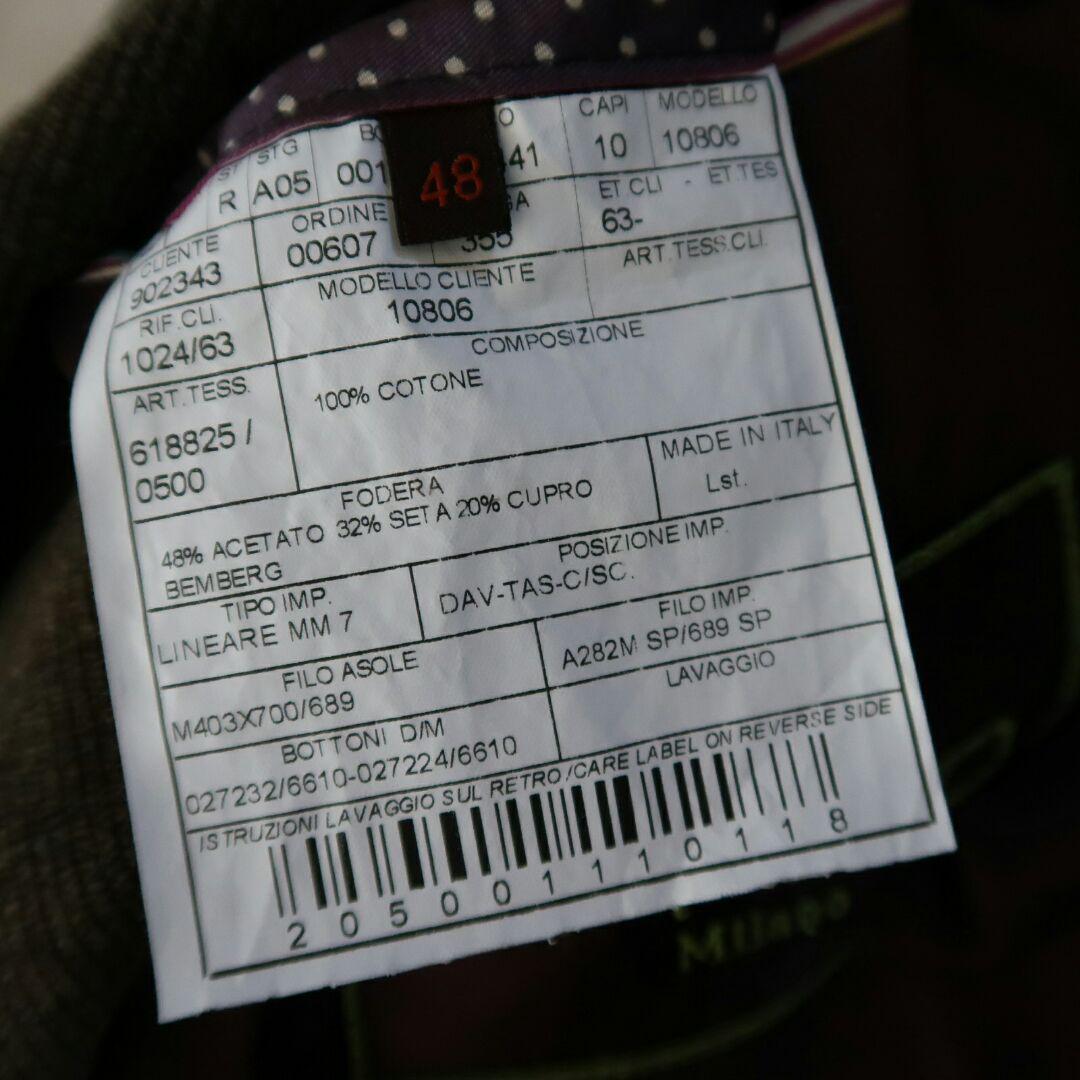 STG
CAPI
MODELLO
R
A05
001
48
41
10
10806
CLIENTE
902343
ORDINE
00607
355
ET.CLI - ET.TES
63-
RIF.CLI.
1024/63
MODELLO CLIENTE
10806
ART.TESS.CLI.
ART.TESS.
618825 /
0500
COMPOSIZIONE
100% COTONE
FODERA
48% ACETATO 32% SETA 20% CUPRO
BEMBERG
MADE IN ITALY
Lst.
TIPO IMP.
LINEARE MM 7
POSIZIONE IMP.
DAV-TAS-C/SC.
FILO ASOLE
M403X700/689
FILO IMP.
A282M SP/689 SP
BOTTONI D/M
027232/6610-027224/6610
LAVAGGIO
ISTRUZIONI LAVAGGIO SUL RETRO /CARE LABEL ON REVERSE SIDE
205001110118
Milano